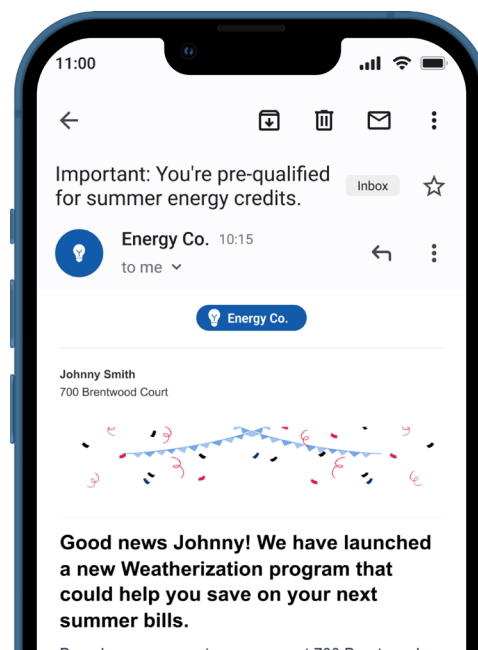 11:00
Important: You're pre-qualified
for summer energy credits.
Inbox
Energy Co. 10:15
to me
Energy Co.
Johnny Smith
700 Brentwood Court
Good news Johnny! We have launched
a new Weatherization program that
could help you save on your next
summer bills.